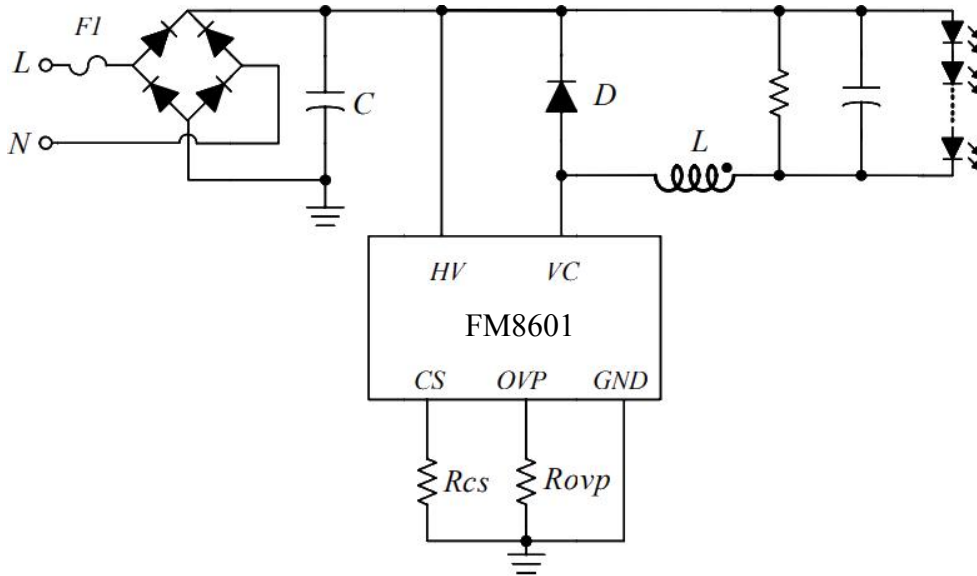 F1
L
N
C
D
L
HV VC
FM8601
CS OVP GND
Rcs Rovp